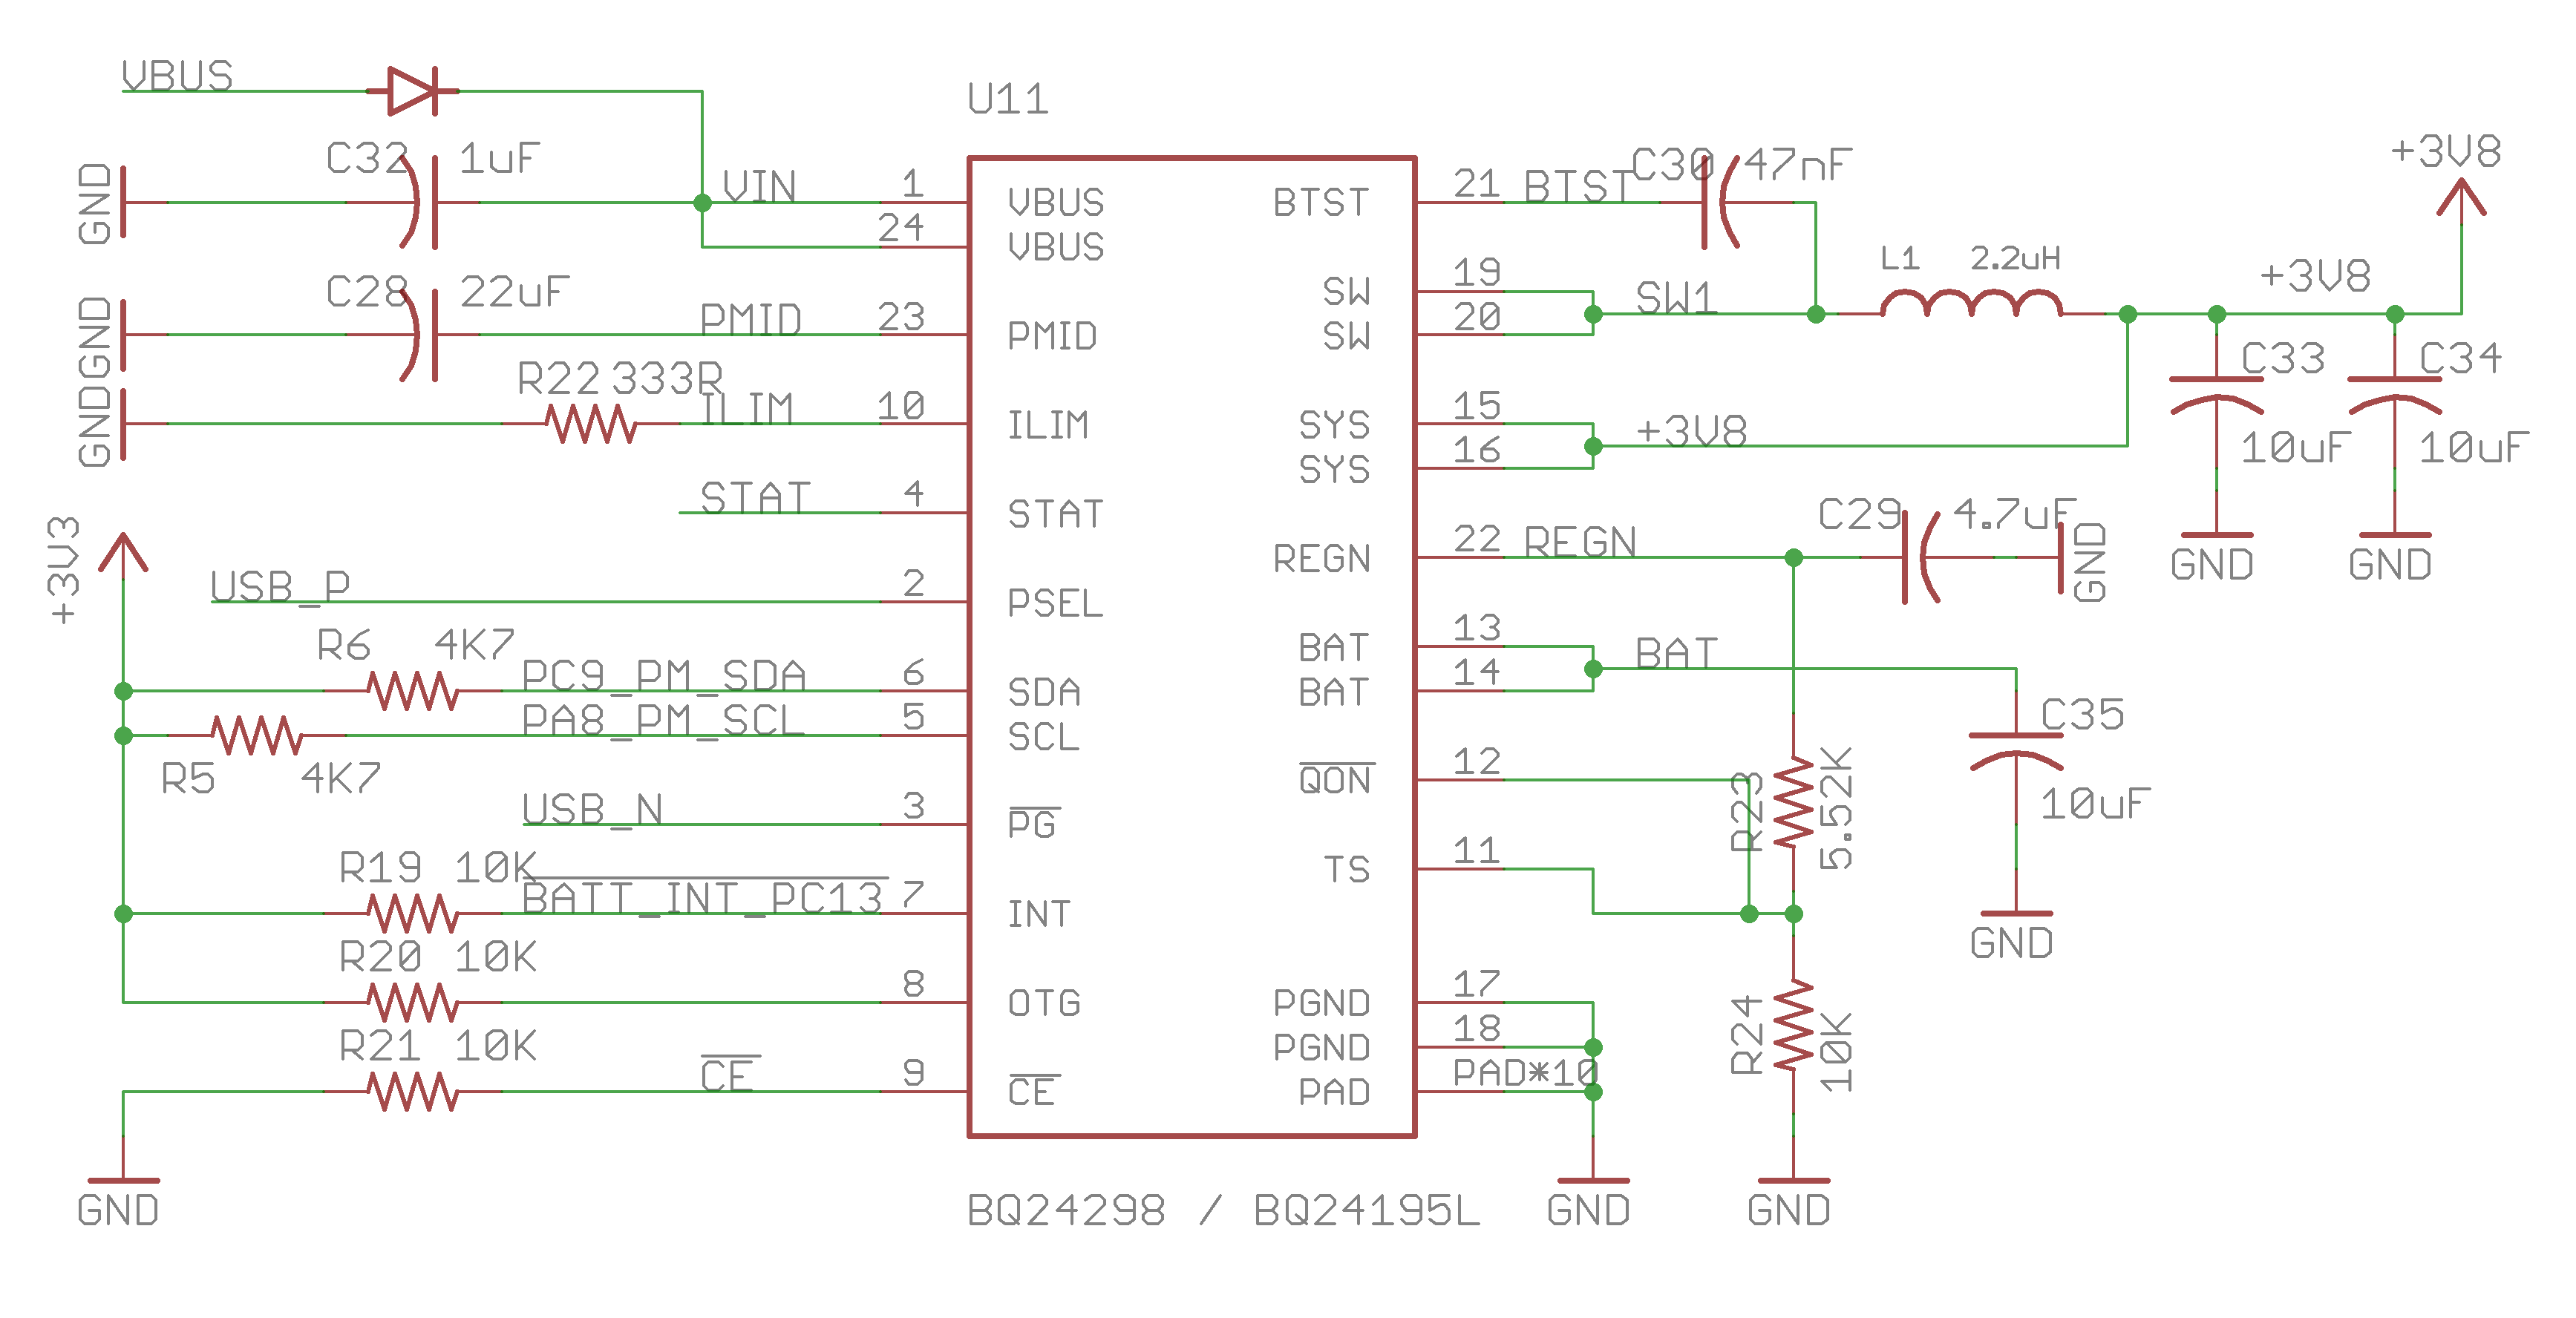 VBUS
U11
C32 1uF
GND
VIN
1
VBUS
24
VBUS
C28 22uF
GND
PMID
23
PMID
R22 333R
GND
ILIM
10
ILIM
STAT
4
STAT
+3V3
USB_P
2
PSEL
R6 4K7
PC9_PM_SDA
6
SDA
PA8_PM_SCL
5
SCL
R5 4K7
USB_N
3
PG
R19 10K
BATT_INT_PC13
7
INT
R20 10K
8
OTG
R21 10K
CE
9
CE
GND
BTST
21
BTST
C30 47nF
SW
19
SW
20
SW1
L1 2.2uH
+3V8
+3V8
SYS
15
SYS
16
+3V8
C33
10uF
GND
C34
10uF
GND
REGN
22
REGN
C29 4.7uF
GND
BAT
13
BAT
14
BAT
C35
10uF
GND
QON
12
R23
5.52K
TS
11
PGND
17
PGND
18
PAD
PAD*10
R24
10K
GND
GND
BQ24298 / BQ24195L